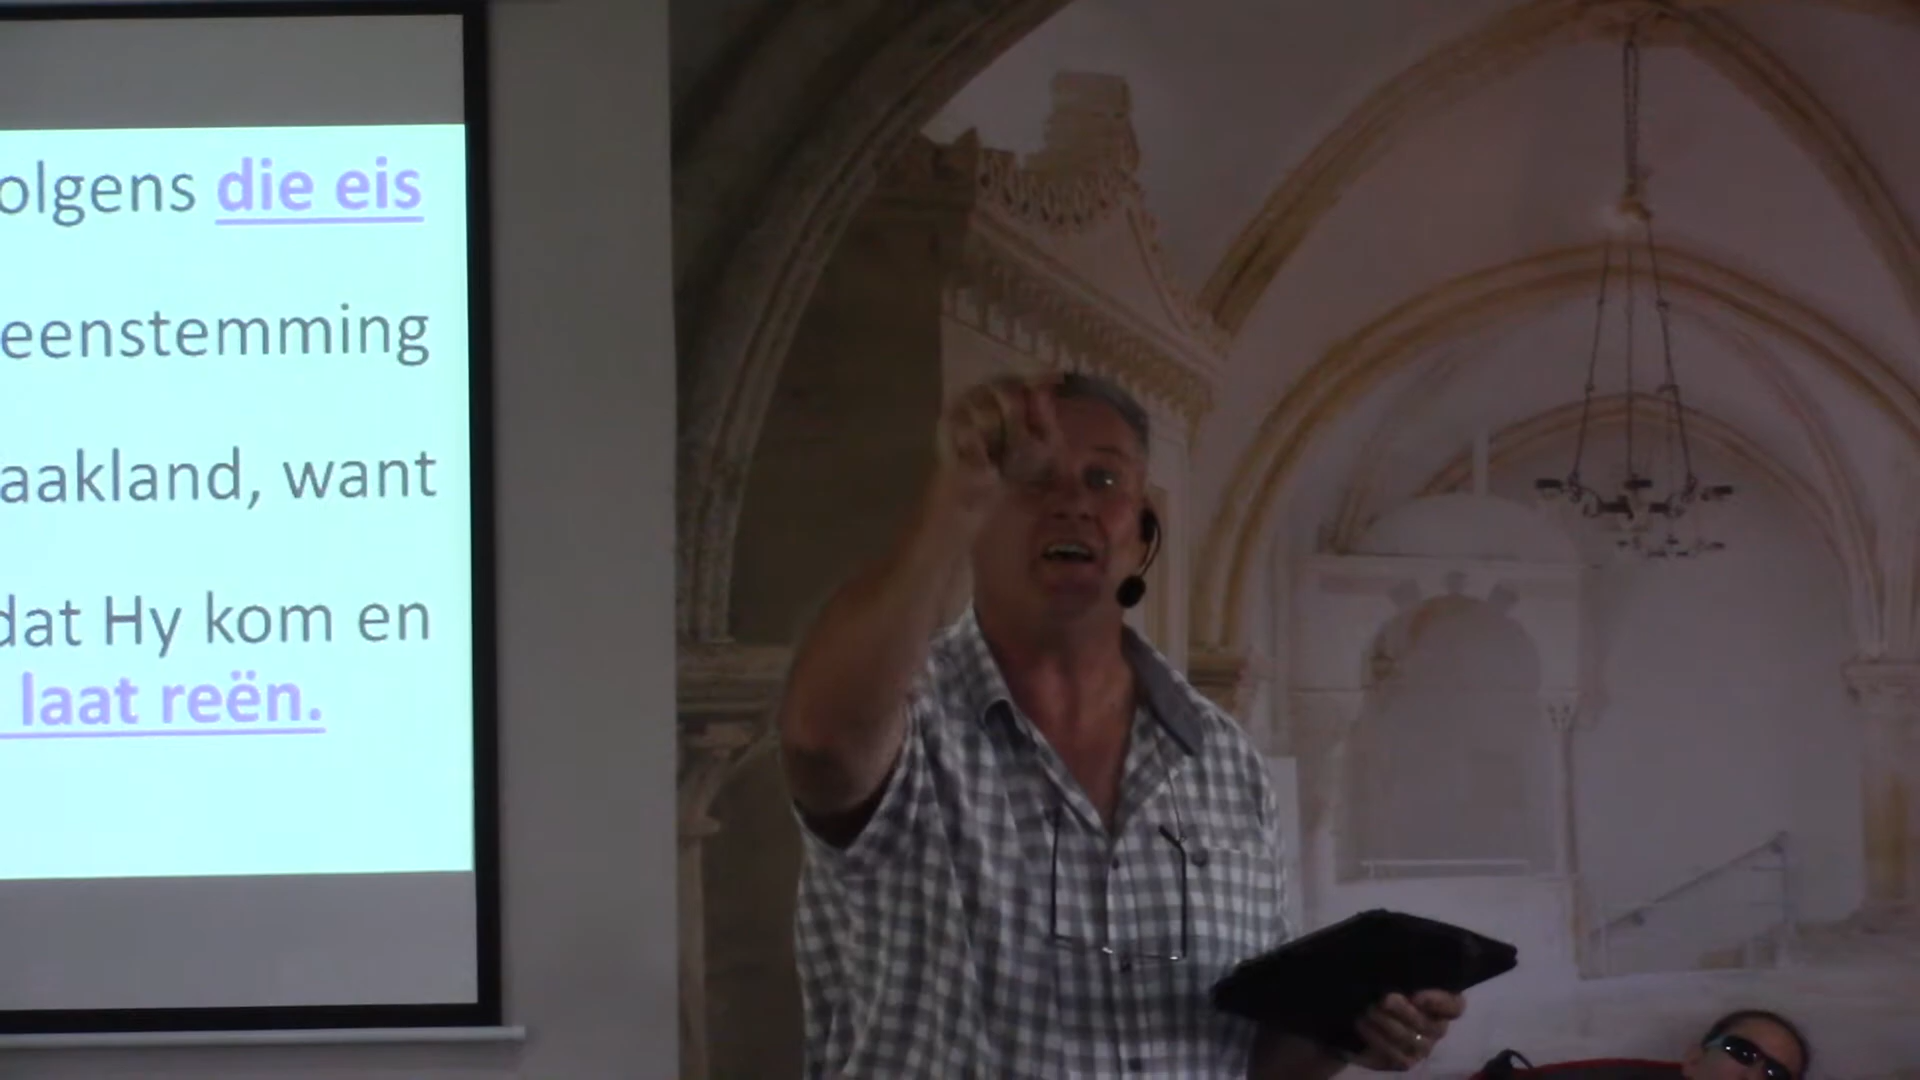 olgens die eis
eenstemming
aakland, want
dat Hy kom en
laat reën.